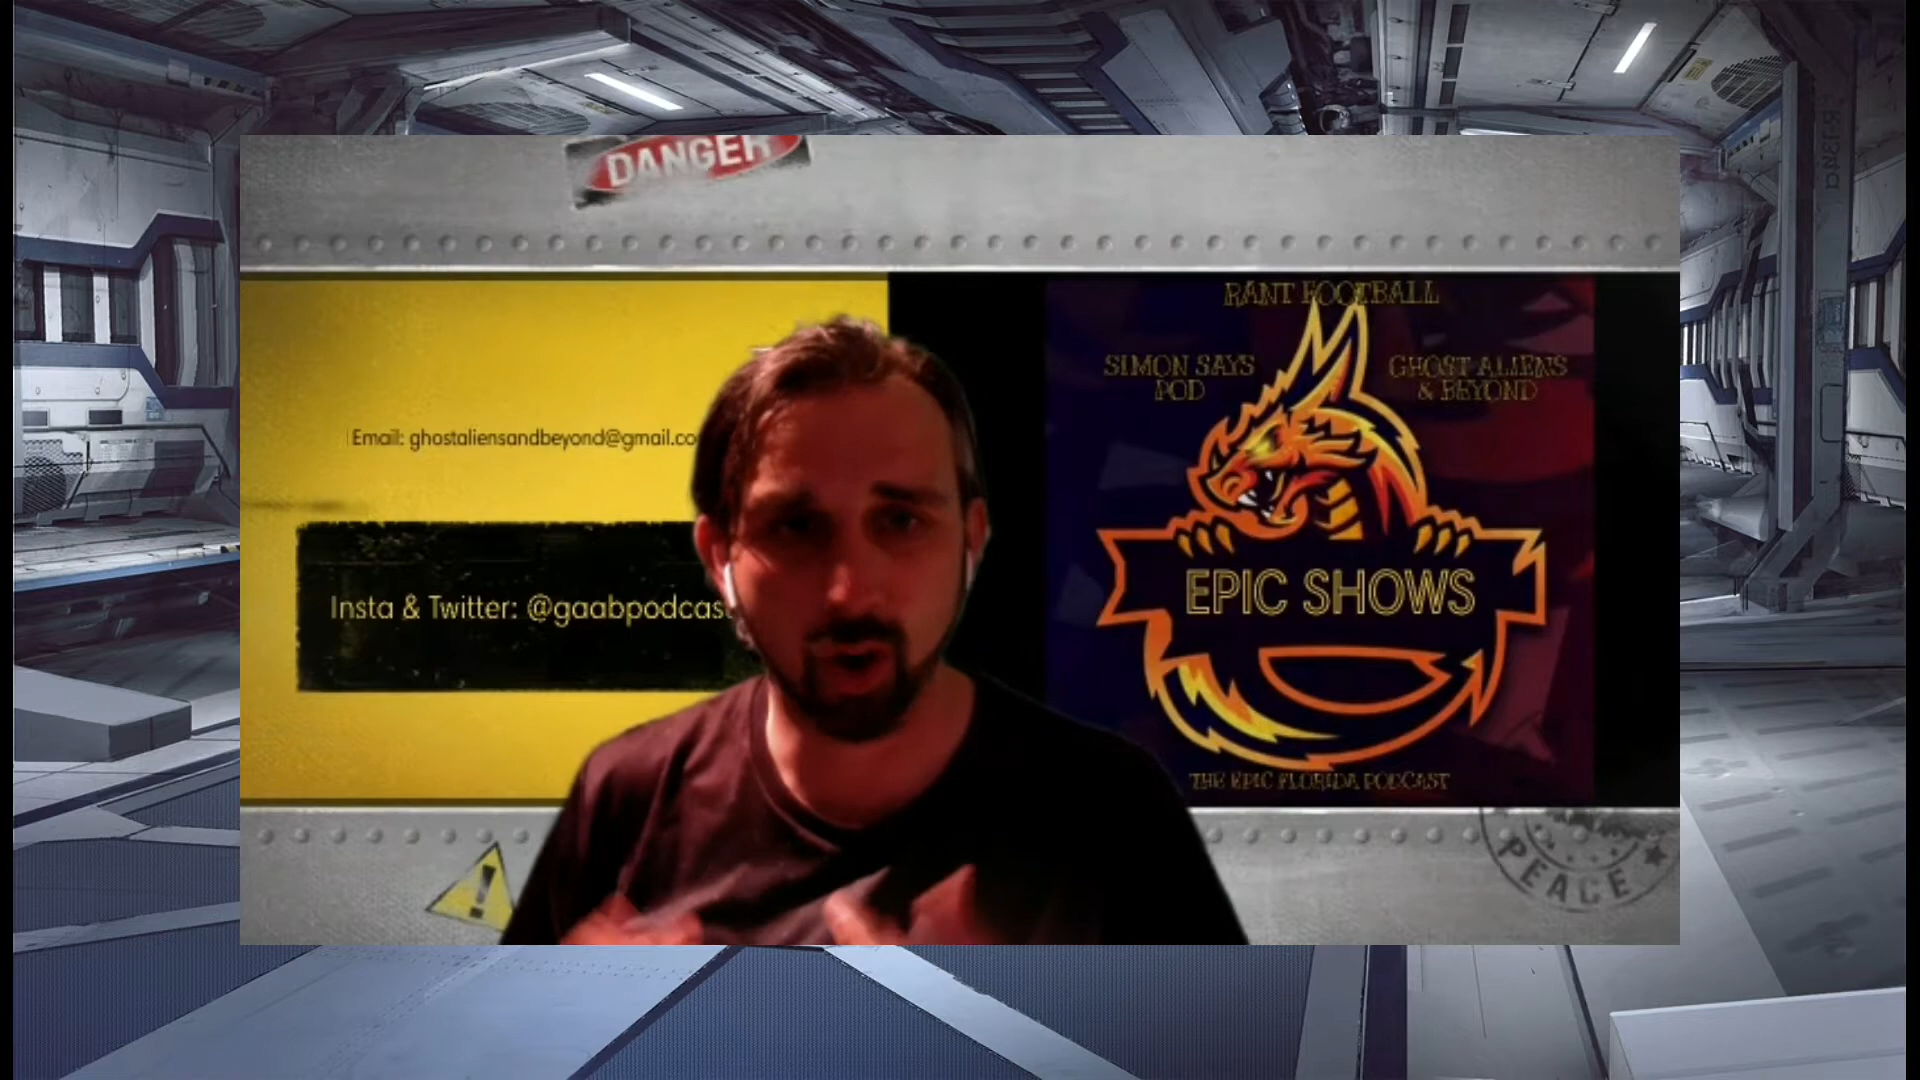 DANGER
RANT FOOTBALL
SIMON SAYS
POD
GHOST ALIENS
& BEYOND
Email: ghostaliensandbeyond@gmail.co
EPIC SHOWS
Insta & Twitter: @gaabpodcast
THE EPIC FLORIDA PODCAST
PEACE